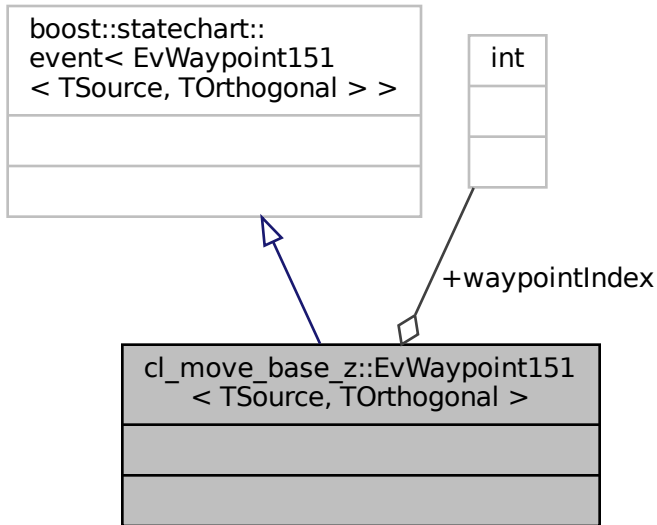 boost::statechart::
event< EvWaypoint151
< TSource, TOrthogonal > >
int
+waypointIndex
cl_move_base_z::EvWaypoint151
< TSource, TOrthogonal >